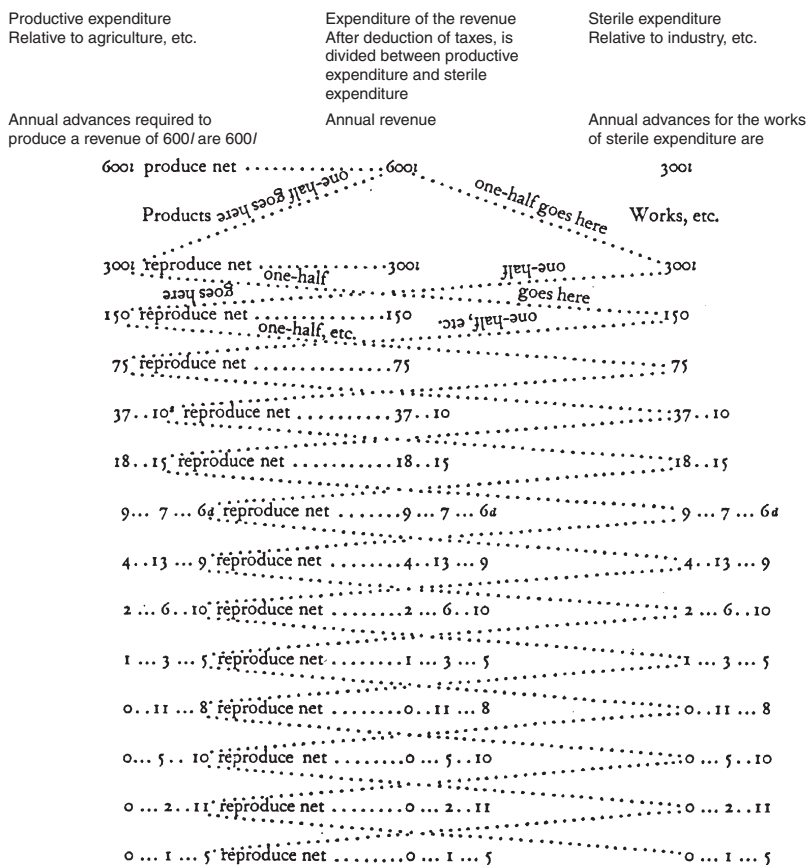 Productive expenditure
Relative to agriculture, etc.
Expenditure of the revenue
After deduction of taxes, is
divided between productive
expenditure and sterile
expenditure
Sterile expenditure
Relative to industry, etc.
Annual advances required to
produce a revenue of 600l are 600l
Annual revenue
Annual advances for the works
of sterile expenditure are
600l produce net ............ 600l 300l
one-half goes here
one-half goes here
Products Works, etc.
300l reproduce net ............ 300l 300l
one-half one-half
goes here goes here
150 reproduce net ............ 150 150
one-half, etc. one-half, etc.
75 reproduce net ............ 75 75
37..10s reproduce net ............ 37..10 37..10
18..15 reproduce net .......... 18..15 18..15
9... 7 ... 6d reproduce net ....... 9 ... 7 ... 6d 9 ... 7 ... 6d
4..13 ... 9 reproduce net ........ 4..13 ... 9 4..13 ... 9
2 ... 6..10 reproduce net ........ 2 ... 6..10 2 ... 6..10
1 ... 3 ... 5 reproduce net ........ 1 ... 3 ... 5 1 ... 3 ... 5
0..11 ... 8 reproduce net ........ 0..11 ... 8 0..11 ... 8
0... 5..10 reproduce net ........ 0 ... 5..10 0 ... 5..10
0 ... 2..11 reproduce net ........ 0 ... 2..11 0 ... 2..11
0 ... 1 ... 5 reproduce net ........ 0 ... 1 ... 5 0 ... 1 ... 5